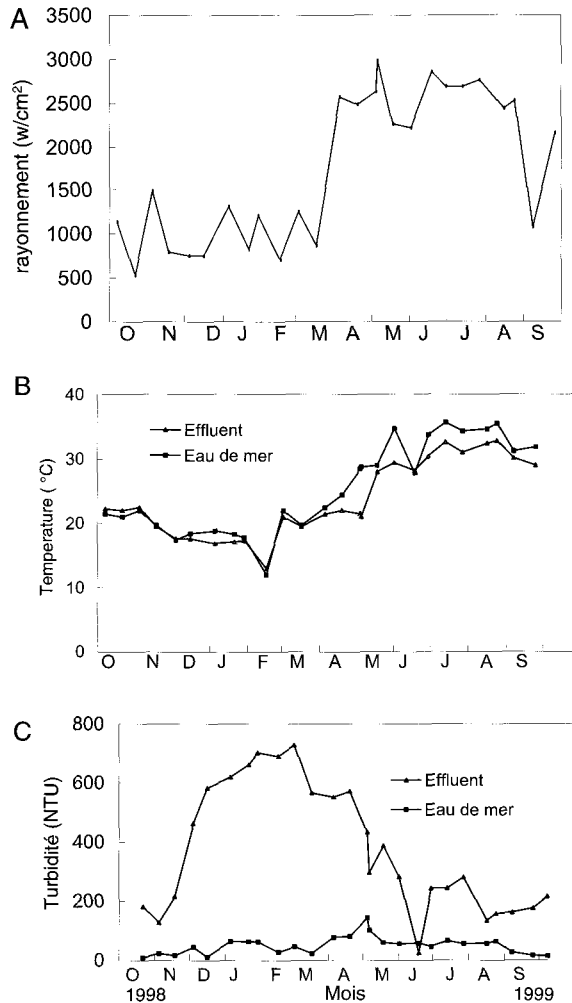 A
3500
3000
2500
2000
1500
1000
500
0
rayonnement (w/cm²)
O N D J F M A M J J A S
B
40
30
20
10
0
Temperature ( °C)
Effluent
Eau de mer
O N D J F M A M J J A S
C
800
600
400
200
0
Turbidité (NTU)
Effluent
Eau de mer
O N D J F M A M J J A S
1998 Mois 1999